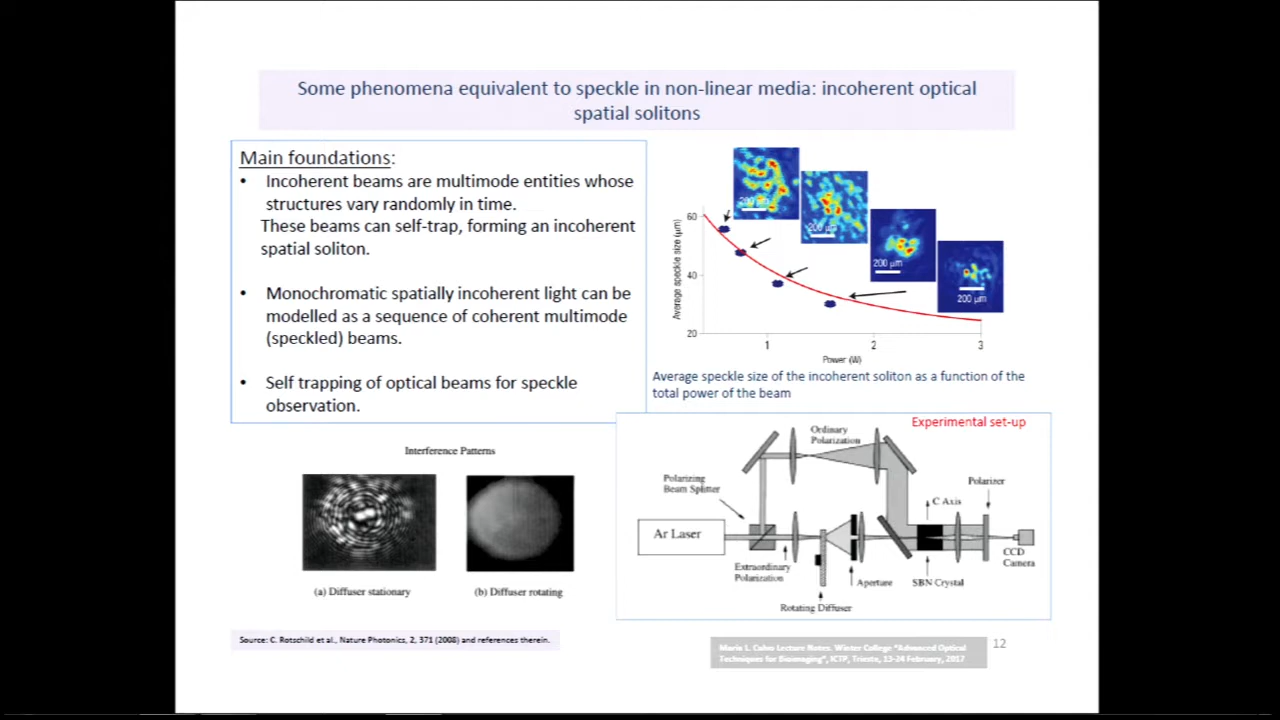 Some phenomena equivalent to speckle in non-linear media: incoherent optical
spatial solitons
Main foundations:
• Incoherent beams are multimode entities whose
structures vary randomly in time.
These beams can self-trap, forming an incoherent
spatial soliton.
• Monochromatic spatially incoherent light can be
modelled as a sequence of coherent multimode
(speckled) beams.
• Self trapping of optical beams for speckle
observation.
200 µm
200 µm
200 µm
200 µm
Average speckle size (µm)
60
40
20
1
2
3
Power (W)
Average speckle size of the incoherent soliton as a function of the
total power of the beam
Interference Patterns
(a) Diffuser stationary
(b) Diffuser rotating
Experimental set-up
Ordinary
Polarization
Polarizing
Beam Splitter
Polarizer
C Axis
Ar Laser
CCD
Camera
Extraordinary
Polarization
Aperture
SBN Crystal
Rotating Diffuser
Source: C. Rotschild et al., Nature Photonics, 2, 371 (2008) and references therein.
Maria L. Calvo Lecture Notes. Winter College "Advanced Optical
Techniques for Bioimaging", ICTP, Trieste, 13-24 February, 2017
12